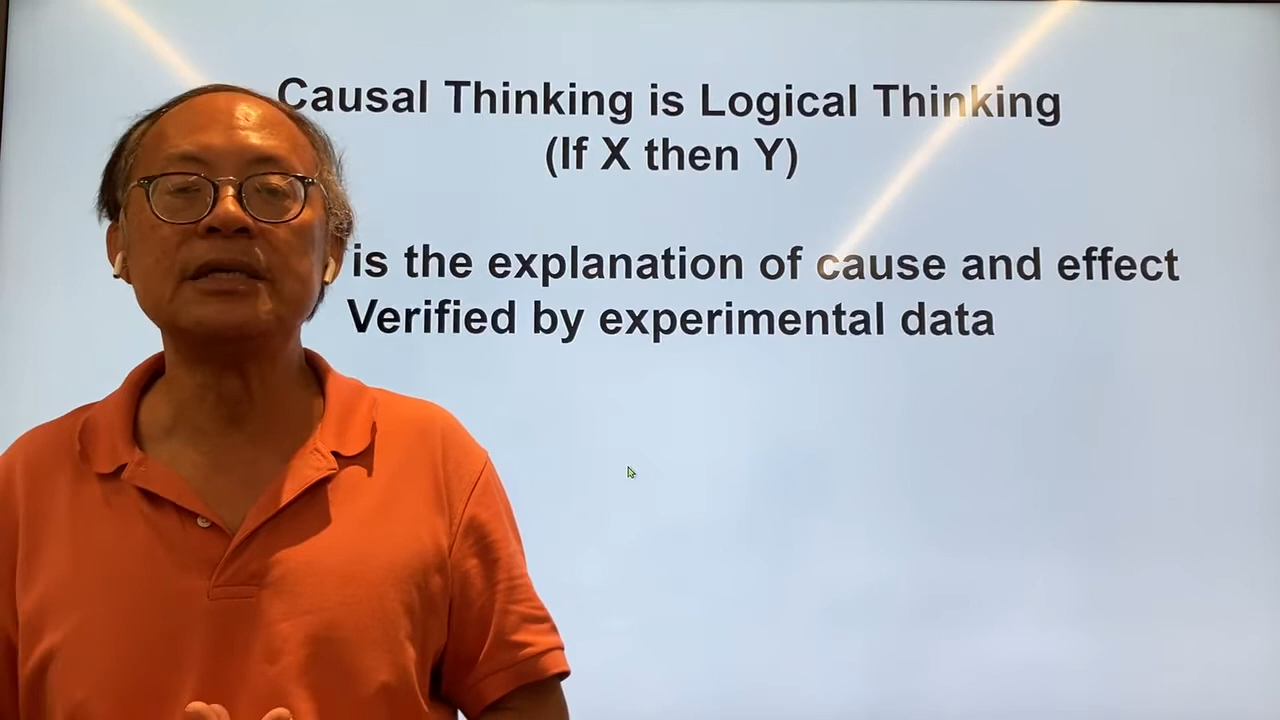 Causal Thinking is Logical Thinking
(If X then Y)
is the explanation of cause and effect
Verified by experimental data